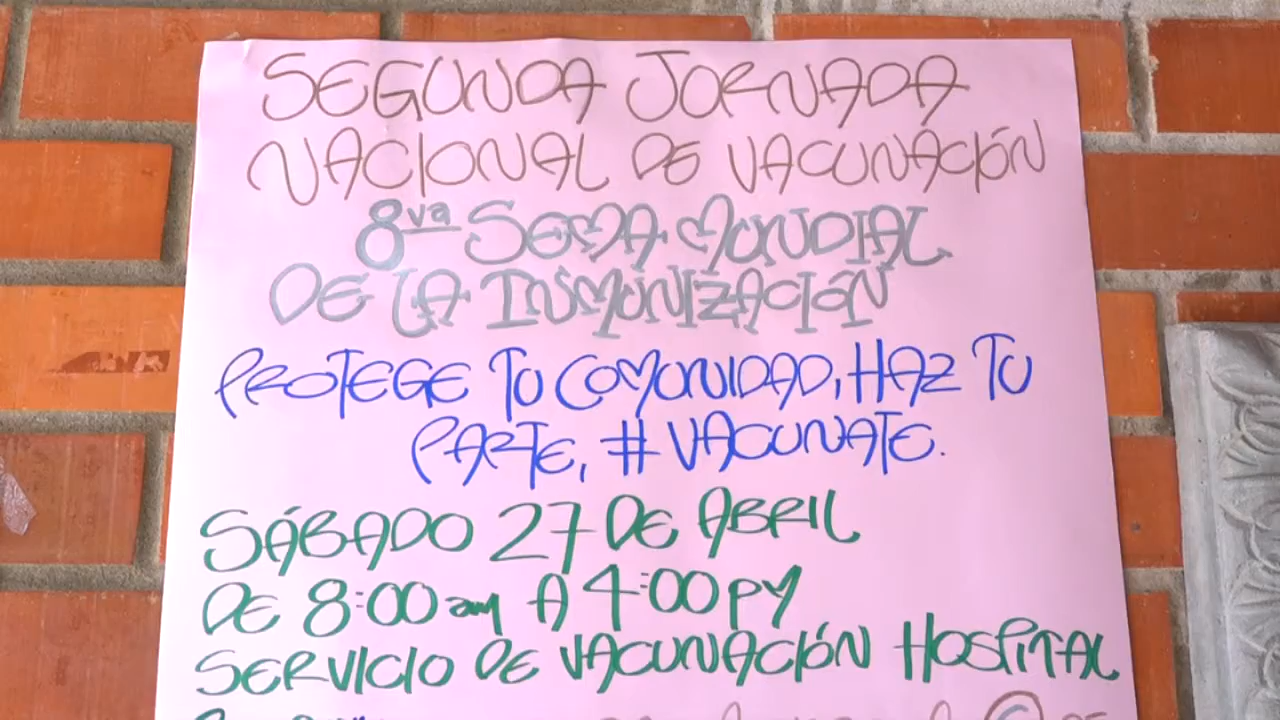 SEGUNDA JORNADA
NACIONAL DE VACUNACIÓN
8va SEMA MUNDIAL
DE LA INMUNIZACIÓN
PROTEGE TU COMUNIDAD, HAZ TU
PARTE, # VACUNATE.
SÁBADO 27 DE ABRIL
DE 8:00 am A 4:00 PM
SERVICIO DE VACUNACIÓN HOSPITAL